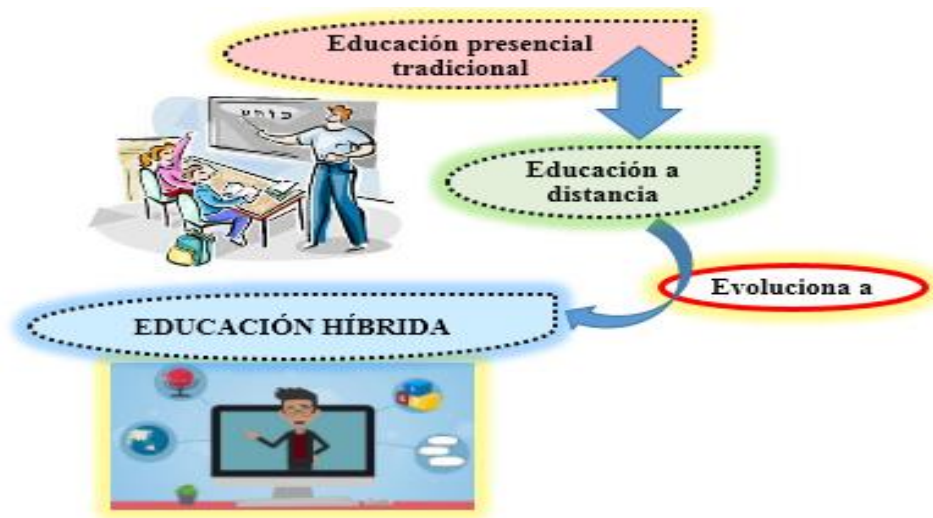 Educación presencial
tradicional
Educación a
distancia
Evoluciona a
EDUCACIÓN HÍBRIDA